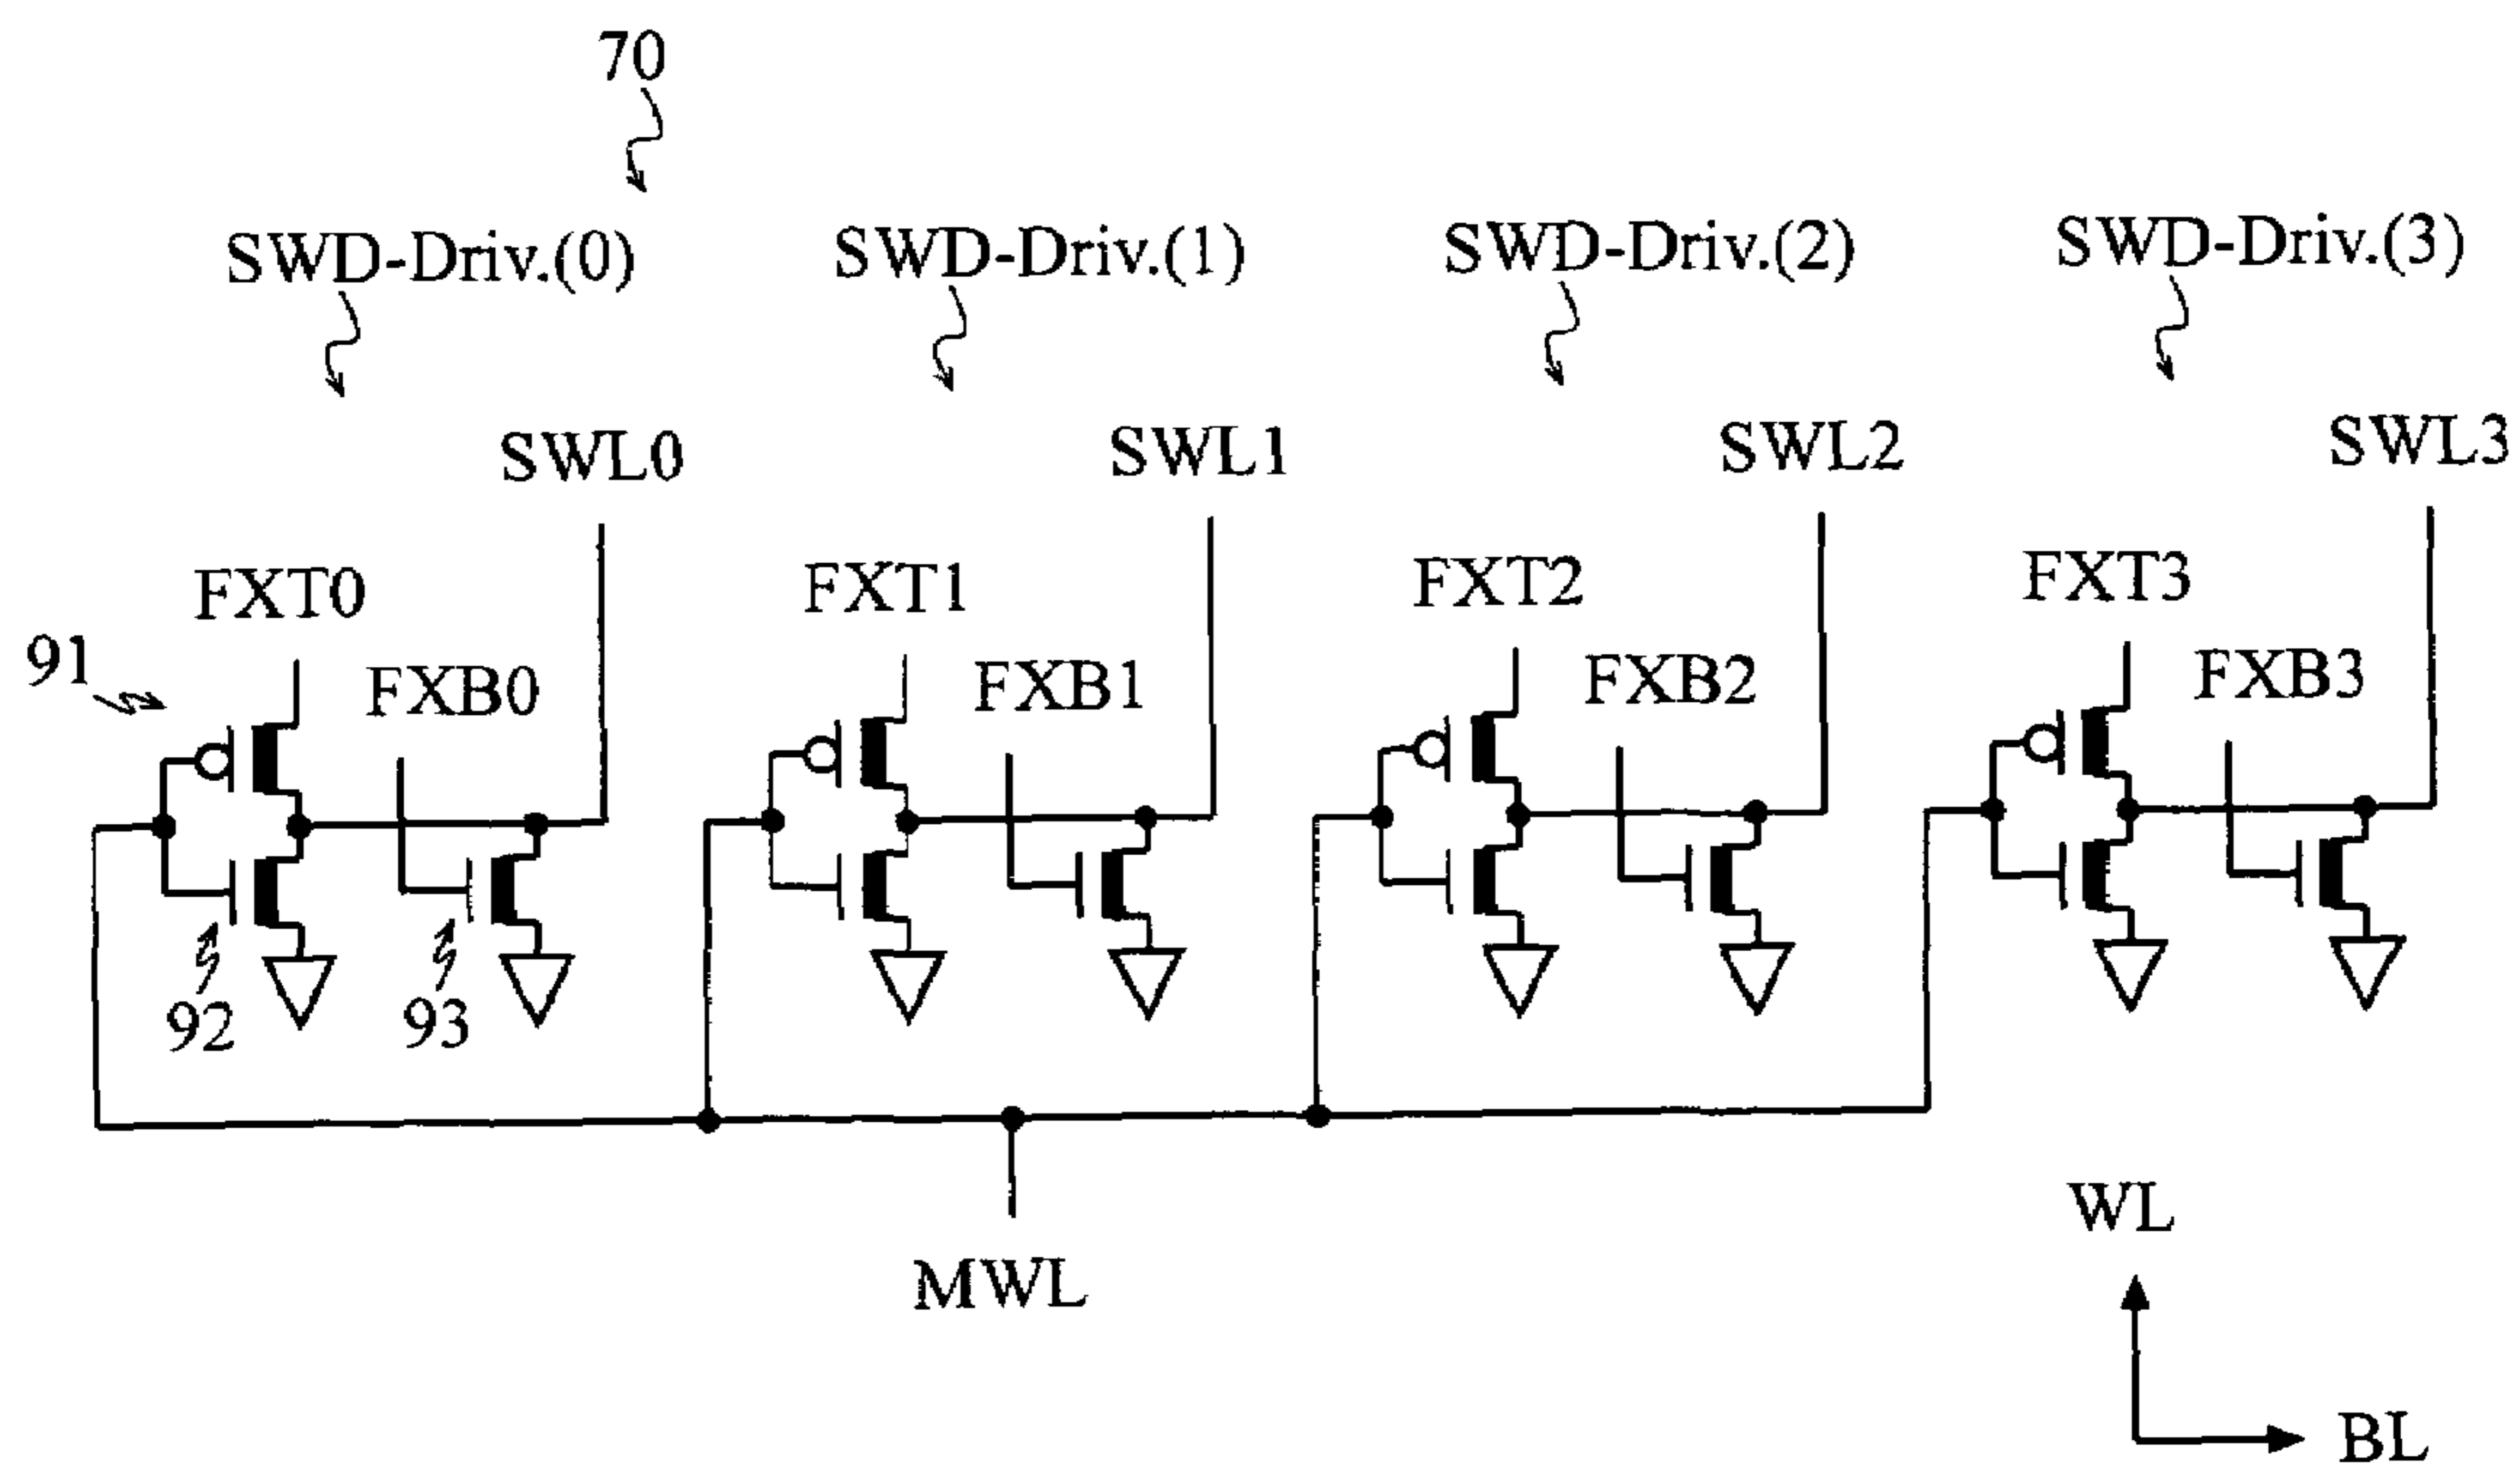 70
SWD-Driv.(0) SWD-Driv.(1) SWD-Driv.(2) SWD-Driv.(3)
SWL0 SWL1 SWL2 SWL3
FXT0 FXT1 FXT2 FXT3
91 FXB0 FXB1 FXB2 FXB3
92 93
MWL
WL
BL